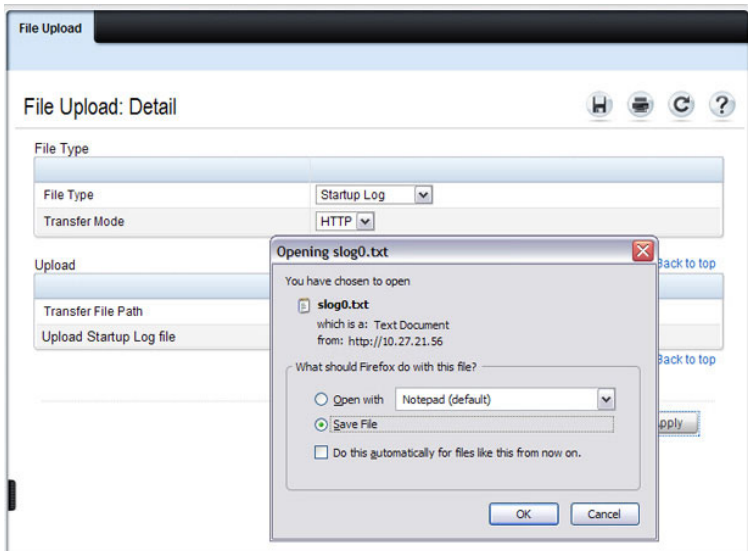 File Upload
File Upload: Detail
File Type
File Type
Startup Log
Transfer Mode
HTTP
Upload
Back to top
Transfer File Path
Upload Startup Log file
Back to top
Apply
Opening slog0.txt
You have chosen to open
slog0.txt
which is a: Text Document
from: http://10.27.21.56
What should Firefox do with this file?
Open with
Notepad (default)
Save File
Do this automatically for files like this from now on.
OK
Cancel